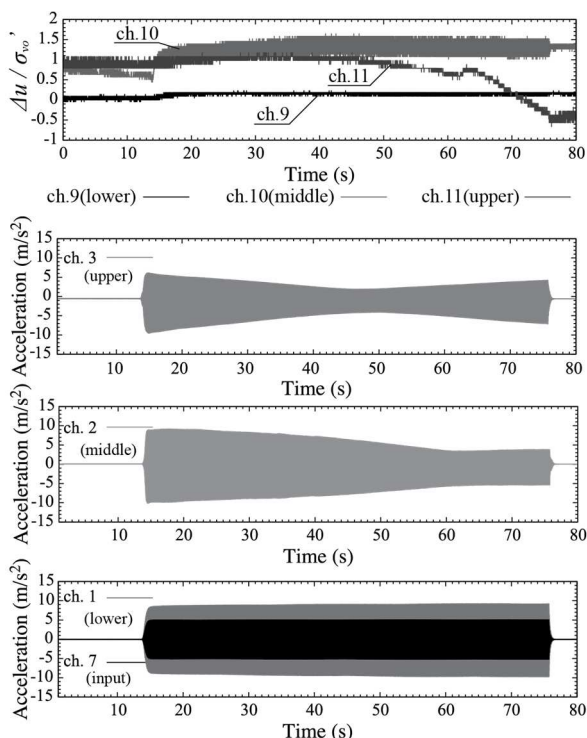 Δu / σvo'
2
1.5
1
0.5
0
-0.5
-1
ch.10
ch.11
ch.9
0 10 20 30 40 50 60 70 80
Time (s)
ch.9(lower) ch.10(middle) ch.11(upper)
Acceleration (m/s²)
15
10
5
0
-5
-10
-15
ch. 3
(upper)
10 20 30 40 50 60 70 80
Time (s)
Acceleration (m/s²)
15
10
5
0
-5
-10
-15
ch. 2
(middle)
10 20 30 40 50 60 70 80
Time (s)
Acceleration (m/s²)
15
10
5
0
-5
-10
-15
ch. 1
(lower)
ch. 7
(input)
10 20 30 40 50 60 70 80
Time (s)